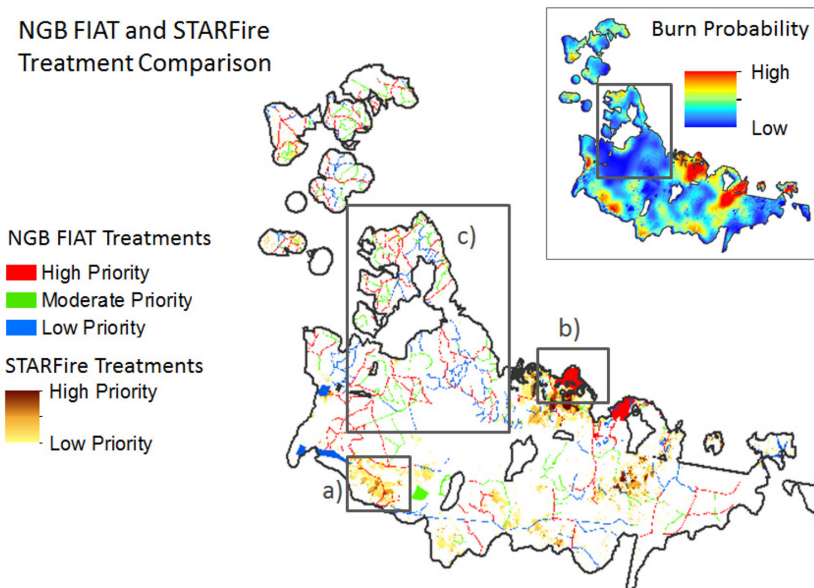 NGB FIAT and STARFire
Treatment Comparison
Burn Probability
High
Low
c)
NGB FIAT Treatments
High Priority
Moderate Priority
Low Priority
b)
STARFire Treatments
High Priority
Low Priority
a)